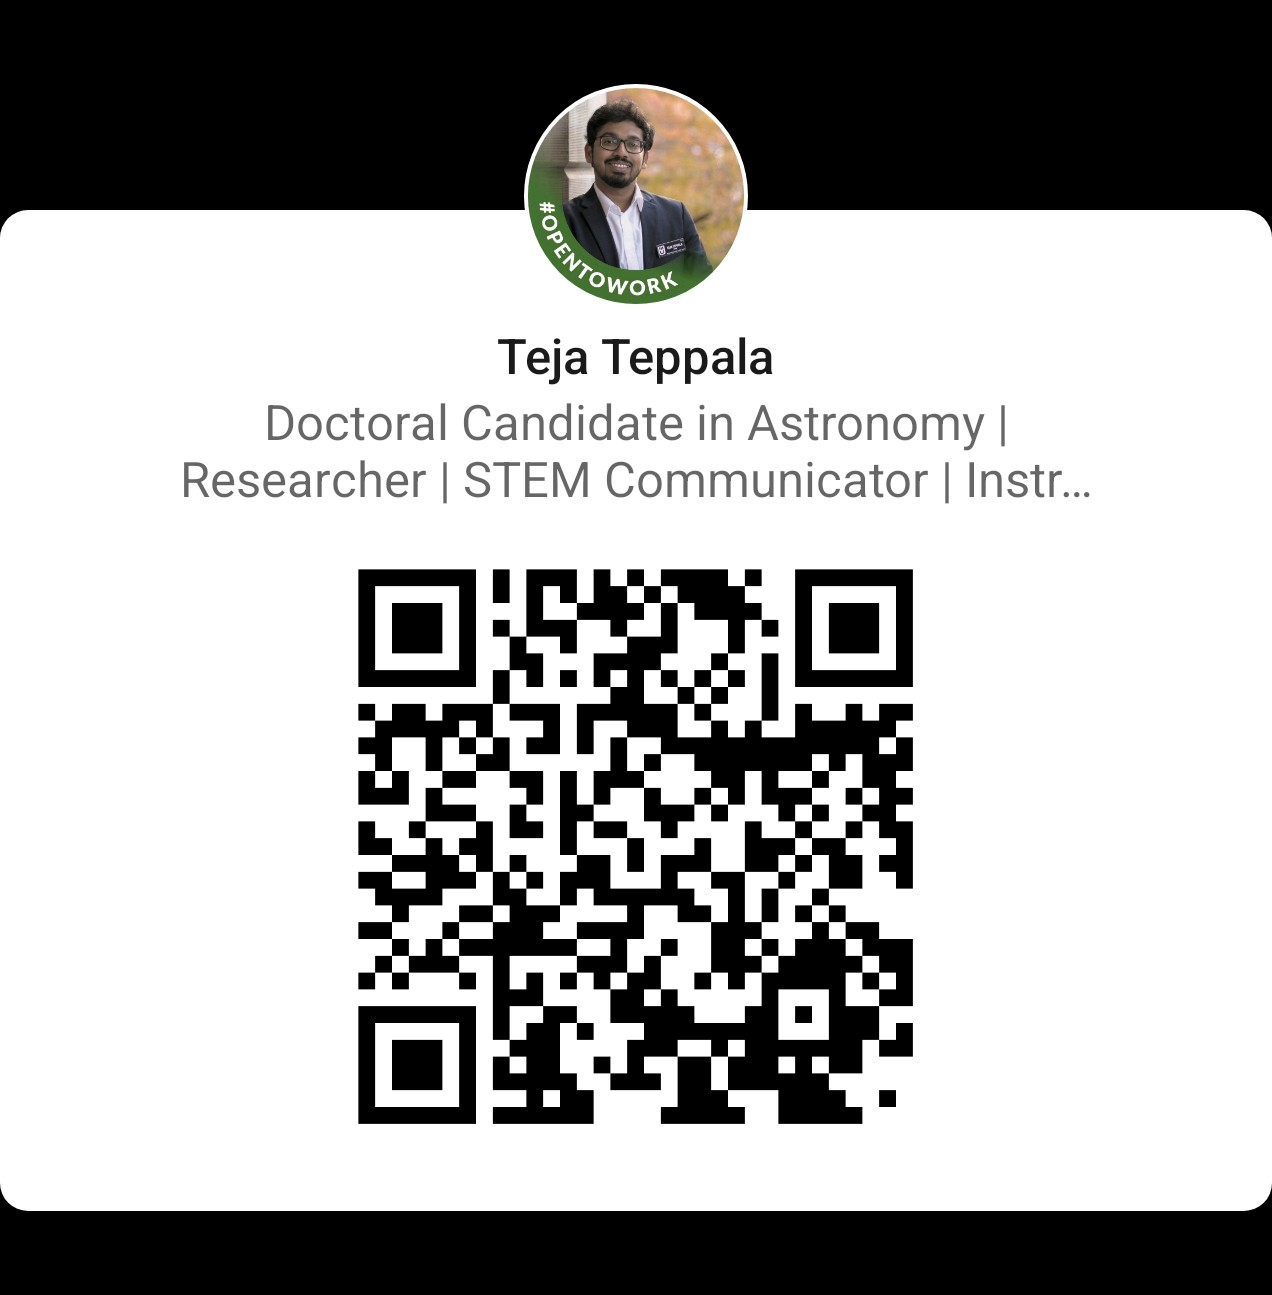 #OPENTOWORK
Teja Teppala
Doctoral Candidate in Astronomy |
Researcher | STEM Communicator | Instr...